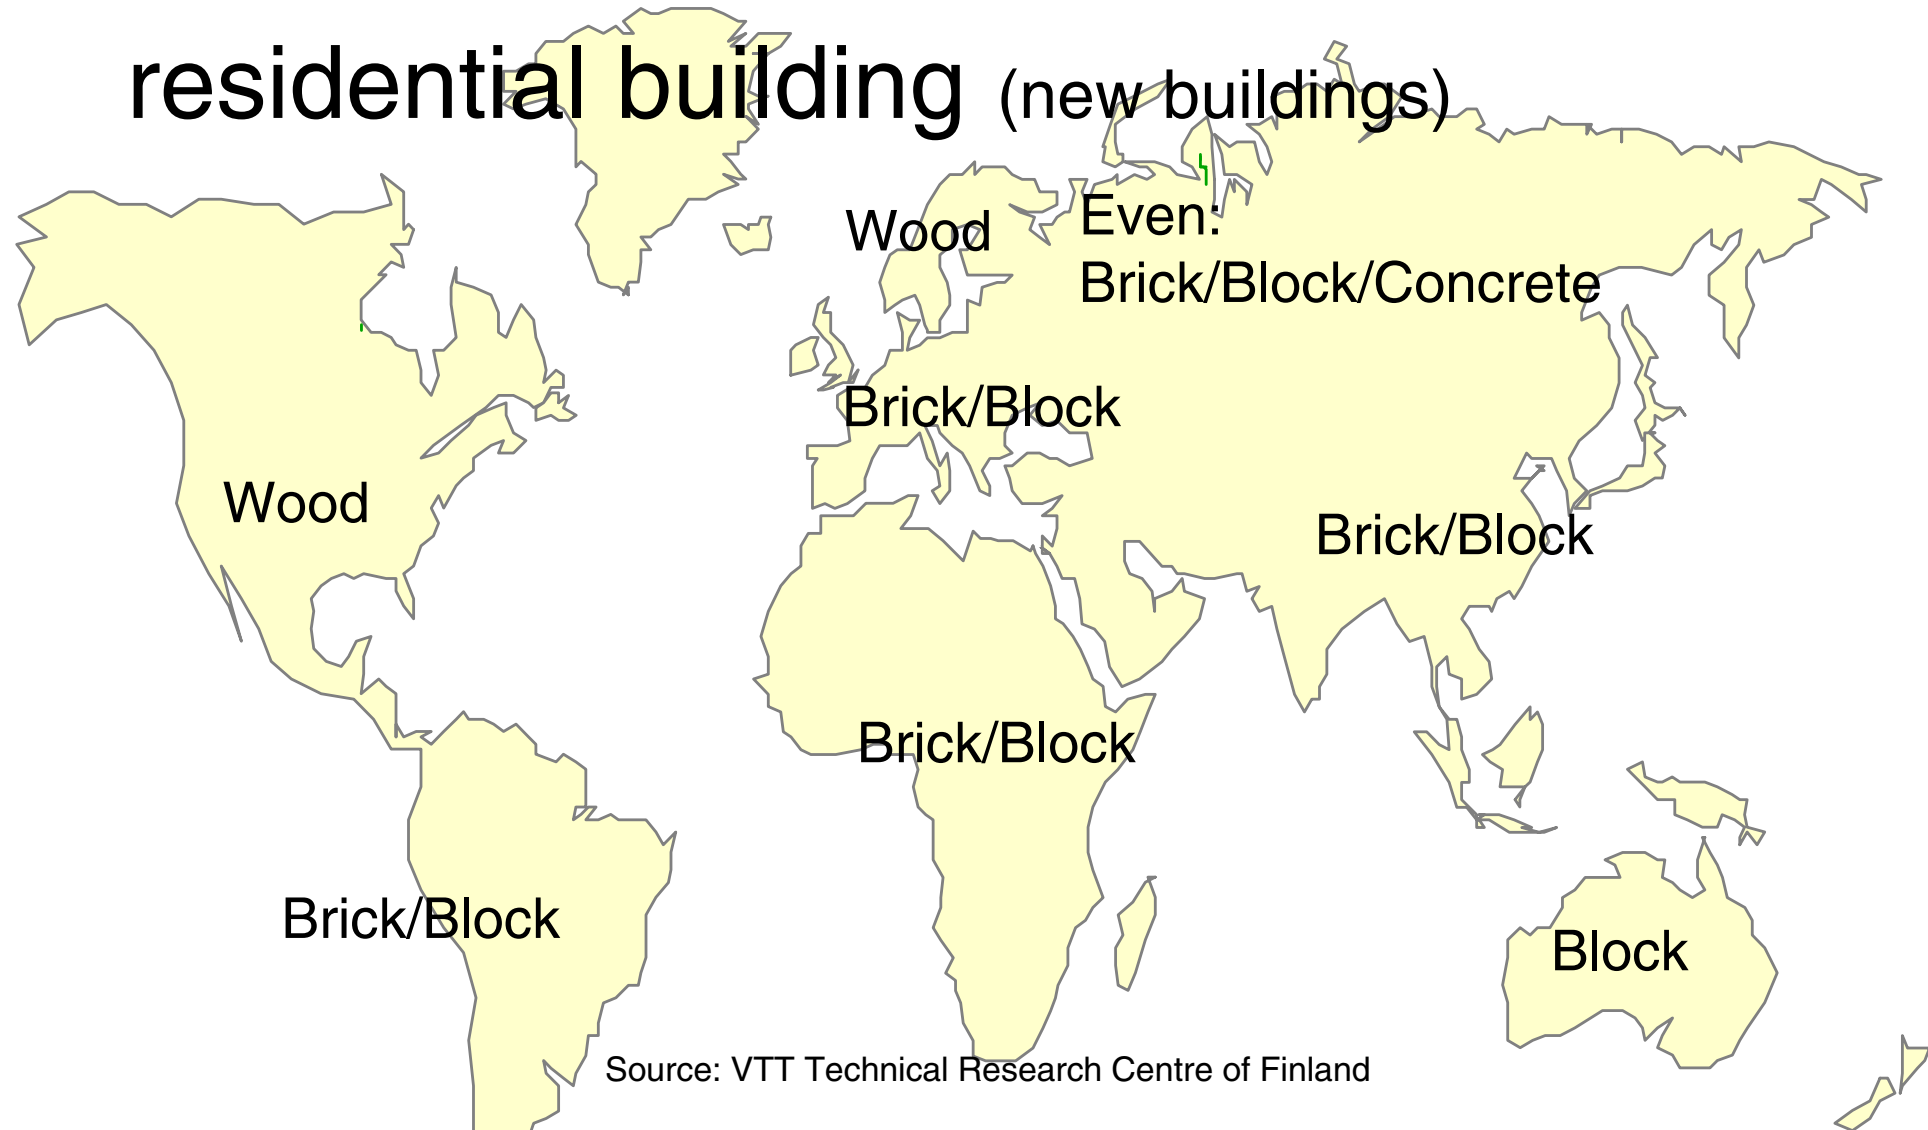 residential building (new buildings)
Wood
Even:
Brick/Block/Concrete
Brick/Block
Wood
Brick/Block
Brick/Block
Brick/Block
Block
Source: VTT Technical Research Centre of Finland